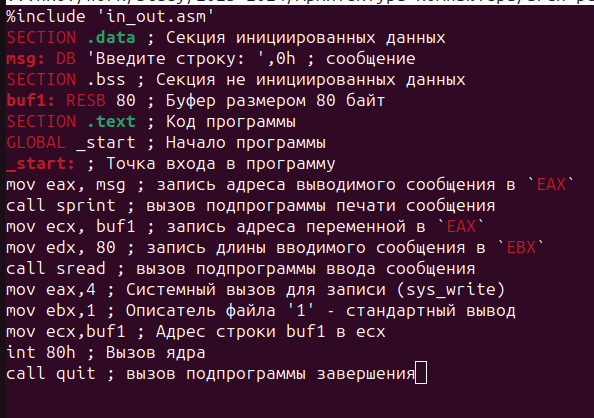 %include 'in_out.asm'
SECTION .data ; Секция инициированных данных
msg: DB 'Введите строку: ',0h ; сообщение
SECTION .bss ; Секция не инициированных данных
buf1: RESB 80 ; Буфер размером 80 байт
SECTION .text ; Код программы
GLOBAL _start ; Начало программы
_start: ; Точка входа в программу
mov eax, msg ; запись адреса выводимого сообщения в `EAX`
call sprint ; вызов подпрограммы печати сообщения
mov ecx, buf1 ; запись адреса переменной в `EAX`
mov edx, 80 ; запись длины вводимого сообщения в `EBX`
call sread ; вызов подпрограммы ввода сообщения
mov eax,4 ; Системный вызов для записи (sys_write)
mov ebx,1 ; Описатель файла '1' - стандартный вывод
mov ecx,buf1 ; Адрес строки buf1 в ecx
int 80h ; Вызов ядра
call quit ; вызов подпрограммы завершения